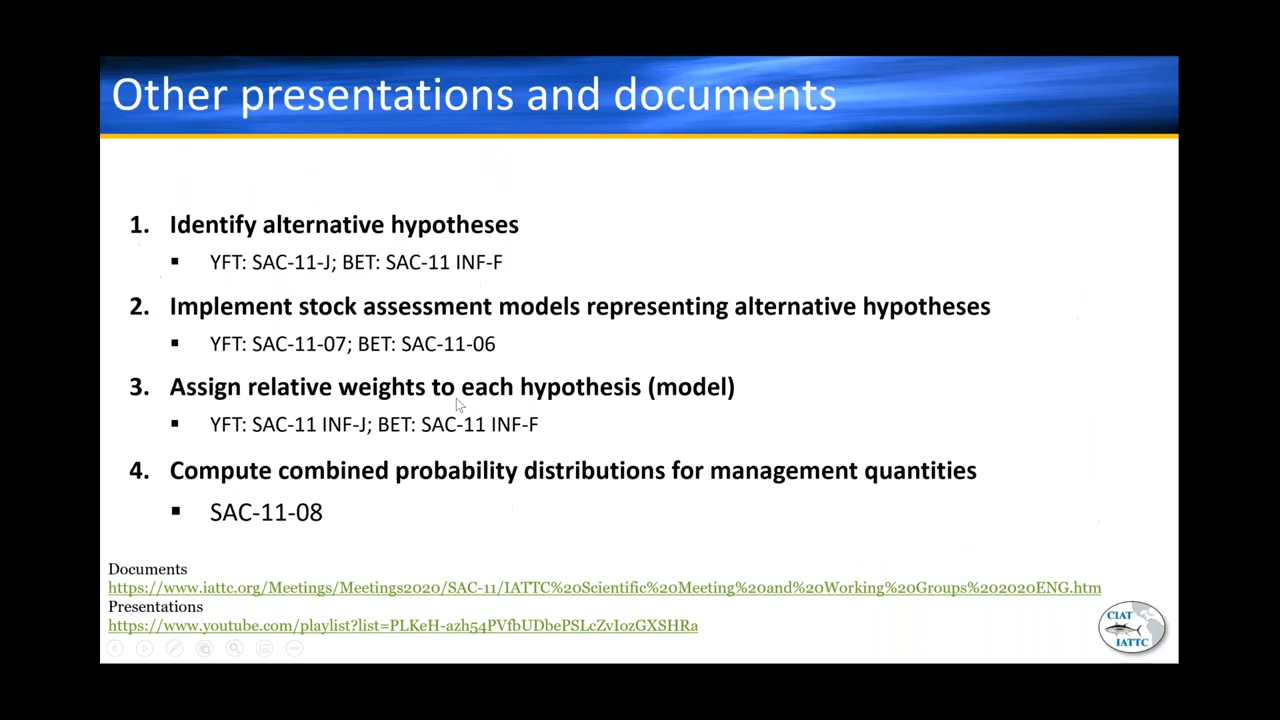 Other presentations and documents
1. Identify alternative hypotheses
▪ YFT: SAC-11-J; BET: SAC-11 INF-F
2. Implement stock assessment models representing alternative hypotheses
▪ YFT: SAC-11-07; BET: SAC-11-06
3. Assign relative weights to each hypothesis (model)
▪ YFT: SAC-11 INF-J; BET: SAC-11 INF-F
4. Compute combined probability distributions for management quantities
▪ SAC-11-08
Documents
https://www.iattc.org/Meetings/Meetings2020/SAC-11/IATTC%20Scientific%20Meeting%20and%20Working%20Groups%202020ENG.htm
Presentations
https://www.youtube.com/playlist?list=PLKeH-azh54PVfbUDbePSLcZvIozGXSHRa
CIAT
IATTC